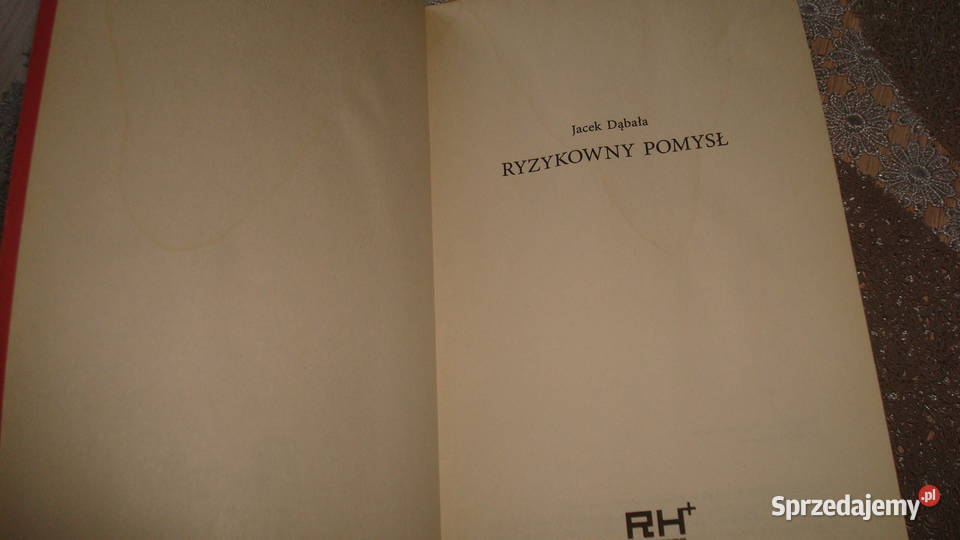 Jacek Dąbała
RYZYKOWNY POMYSŁ
RH+
Sprzedajemy.pl